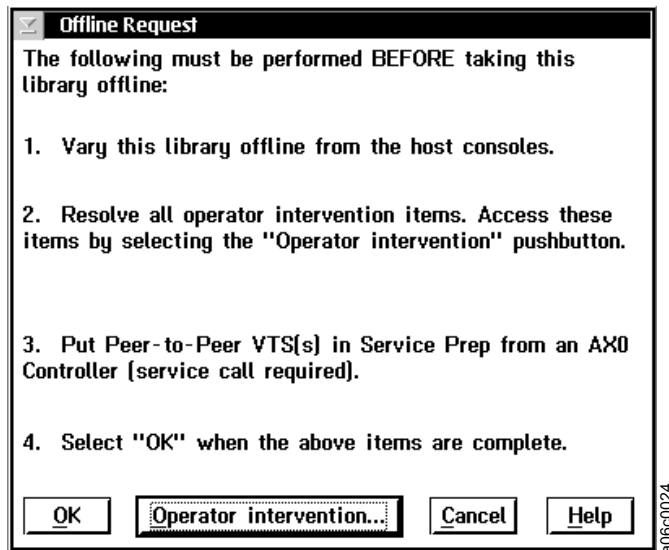 Offline Request
The following must be performed BEFORE taking this
library offline:
1. Vary this library offline from the host consoles.
2. Resolve all operator intervention items. Access these
items by selecting the "Operator intervention" pushbutton.
3. Put Peer-to-Peer VTS(s) in Service Prep from an AX0
Controller (service call required).
4. Select "OK" when the above items are complete.
OK Operator intervention... Cancel Help